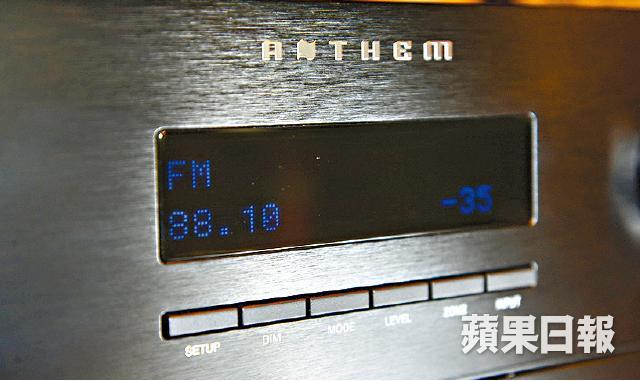 ANTHEM
FM
88.10 -35
SETUP DIM MODE LEVEL ZONE INPUT
蘋果日報